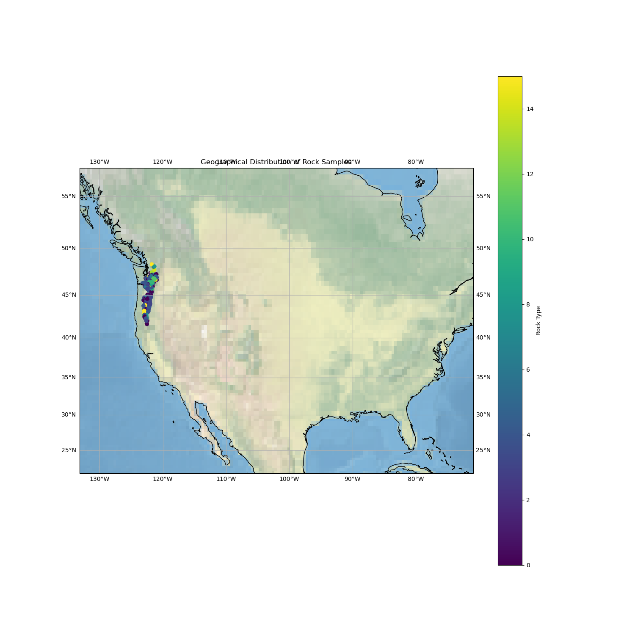 Geographical Distribution of Rock Samples
130°W 120°W 110°W 100°W 90°W 80°W
55°N 55°N
50°N 50°N
45°N 45°N
40°N 40°N
35°N 35°N
30°N 30°N
25°N 25°N
130°W 120°W 110°W 100°W 90°W 80°W
14
12
10
8
6
4
2
0
Rock Type